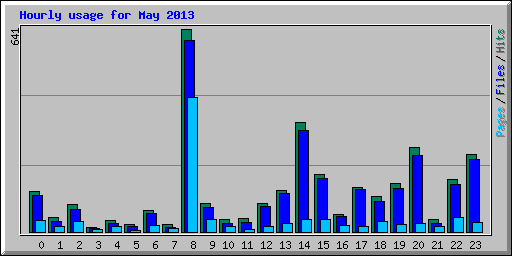 Hourly usage for May 2013
641
Pages / Files / Hits
0 1 2 3 4 5 6 7 8 9 10 11 12 13 14 15 16 17 18 19 20 21 22 23